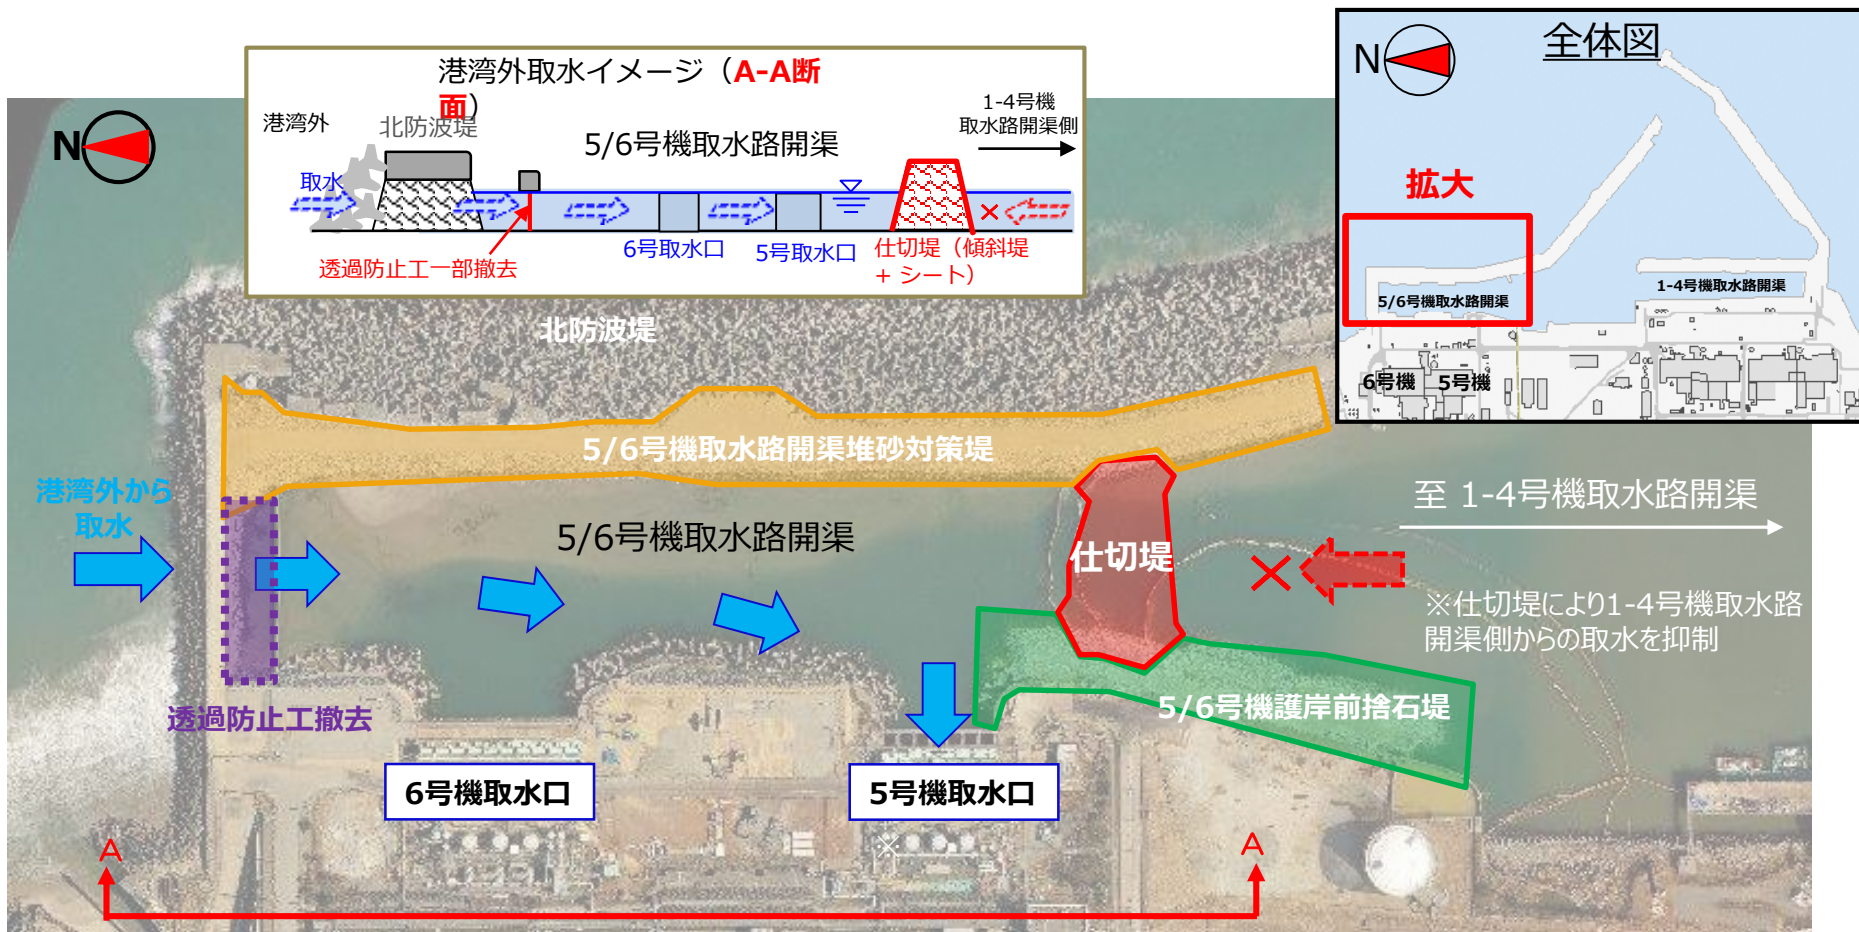 港湾外取水イメージ（A-A断
面）
港湾外
北防波堤
5/6号機取水路開渠
1-4号機
取水路開渠側
取水
透過防止工一部撤去
6号取水口
5号取水口
仕切堤（傾斜堤
+ シート）
N
全体図
N
拡大
5/6号機取水路開渠
1-4号機取水路開渠
6号機
5号機
北防波堤
5/6号機取水路開渠堆砂対策堤
港湾外から
取水
5/6号機取水路開渠
仕切堤
至 1-4号機取水路開渠
※仕切堤により1-4号機取水路
開渠側からの取水を抑制
透過防止工撤去
5/6号機護岸前捨石堤
6号機取水口
5号機取水口
※
A
A